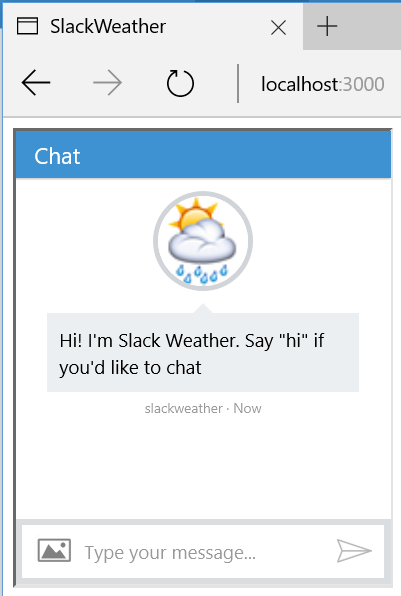 SlackWeather
localhost:3000
Chat
Hi! I'm Slack Weather. Say "hi" if
you'd like to chat
slackweather · Now
Type your message...